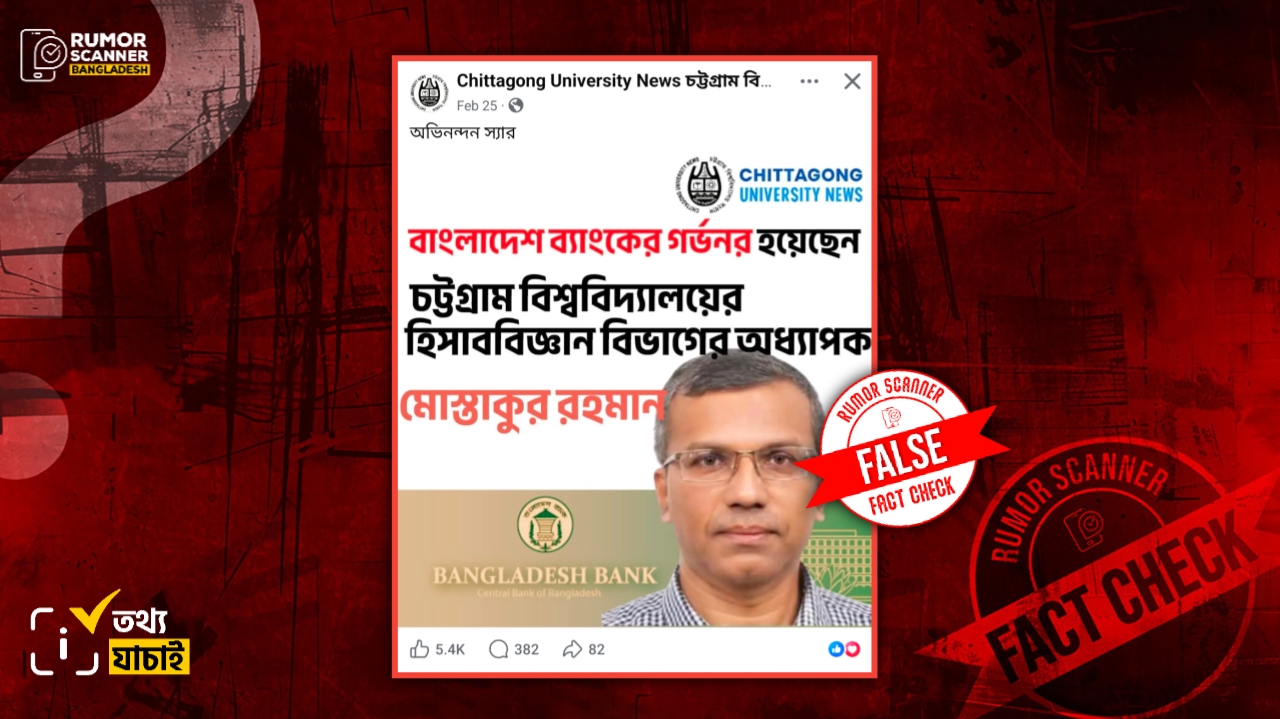 RUMOR
SCANNER
BANGLADESH
Chittagong University News চট্টগ্রাম বি...
Feb 25
অভিনন্দন স্যার
CHITTAGONG
UNIVERSITY NEWS
বাংলাদেশ ব্যাংকের গর্ভনর হয়েছেন
চট্টগ্রাম বিশ্ববিদ্যালয়ের
হিসাববিজ্ঞান বিভাগের অধ্যাপক
মোস্তাকুর রহমান
RUMOR SCANNER
FALSE
FACT CHECK
BANGLADESH BANK
Central Bank of Bangladesh
5.4K 382 82
RUMOR SCANNER
FACT CHECK
তথ্য
যাচাই